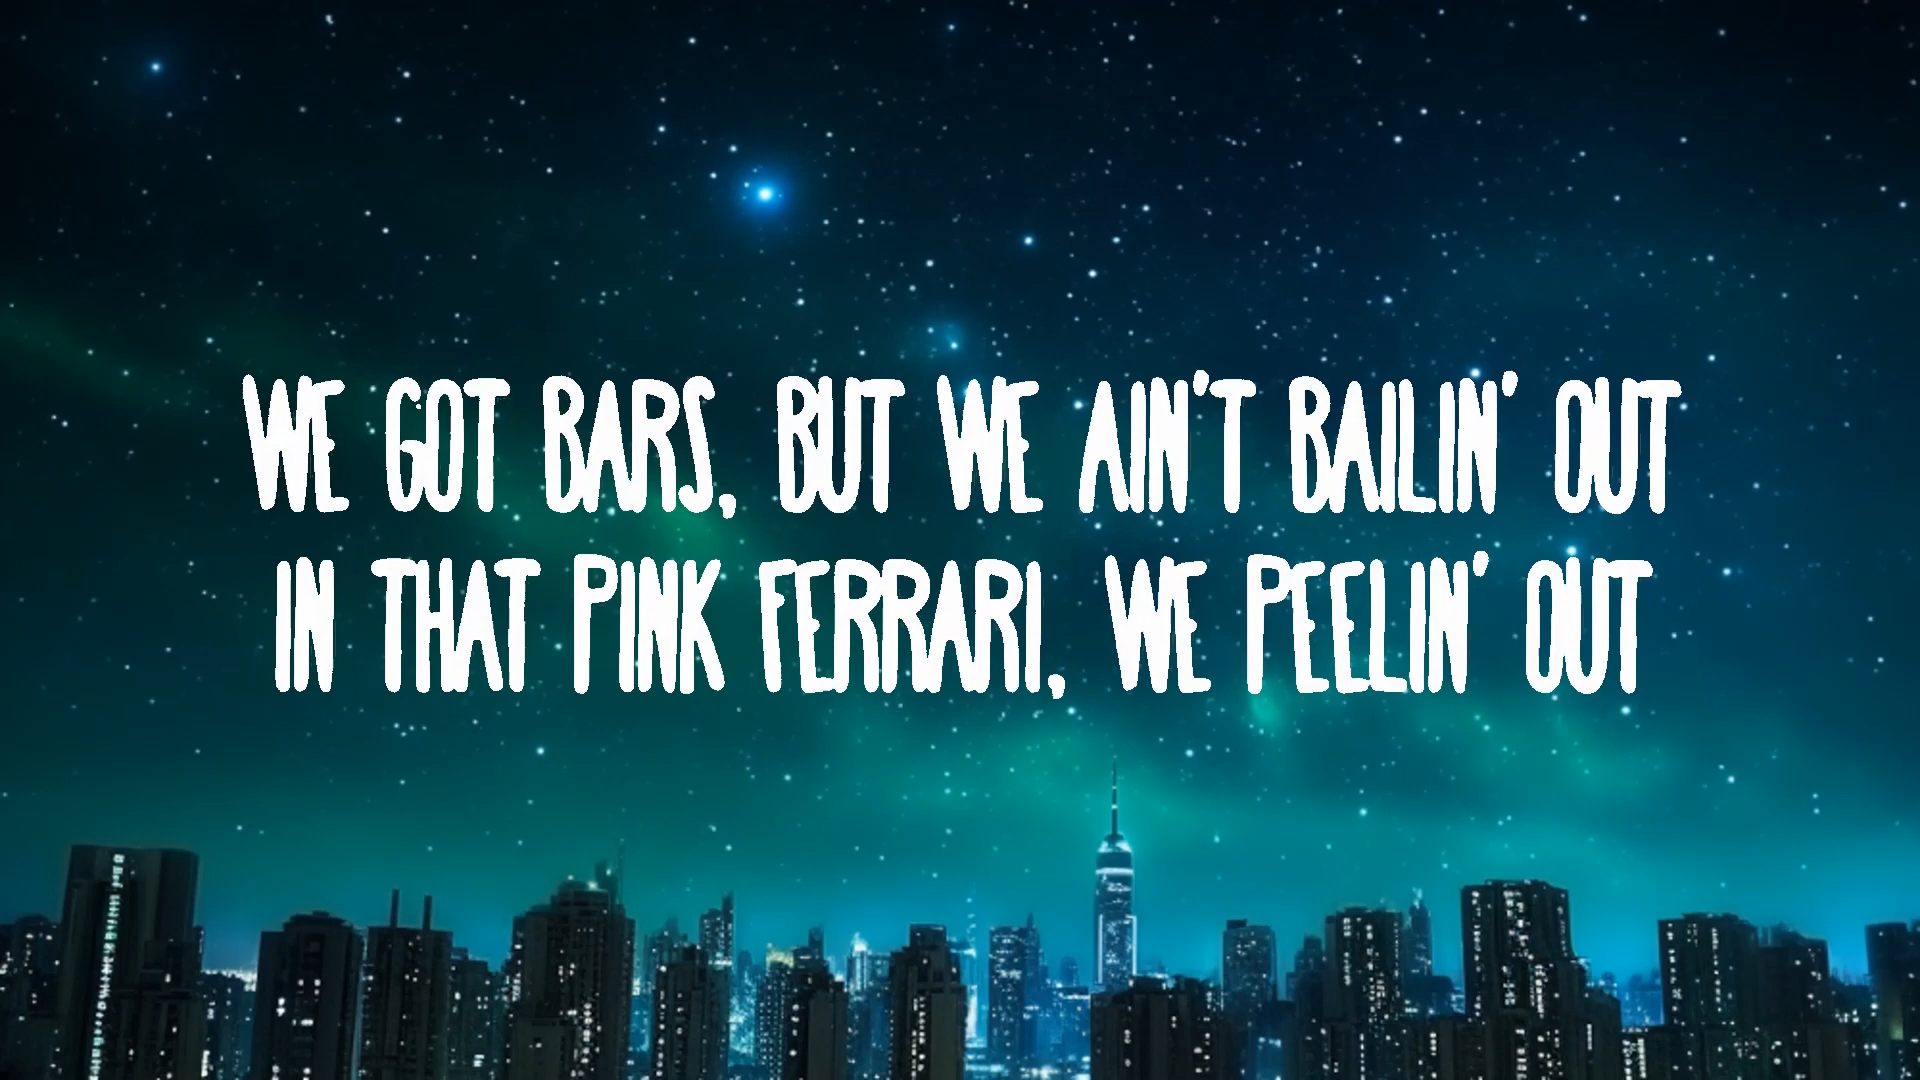 WE GOT BARS, BUT WE AIN'T BAILIN' OUT
IN THAT PINK FERRARI, WE PEELIN' OUT